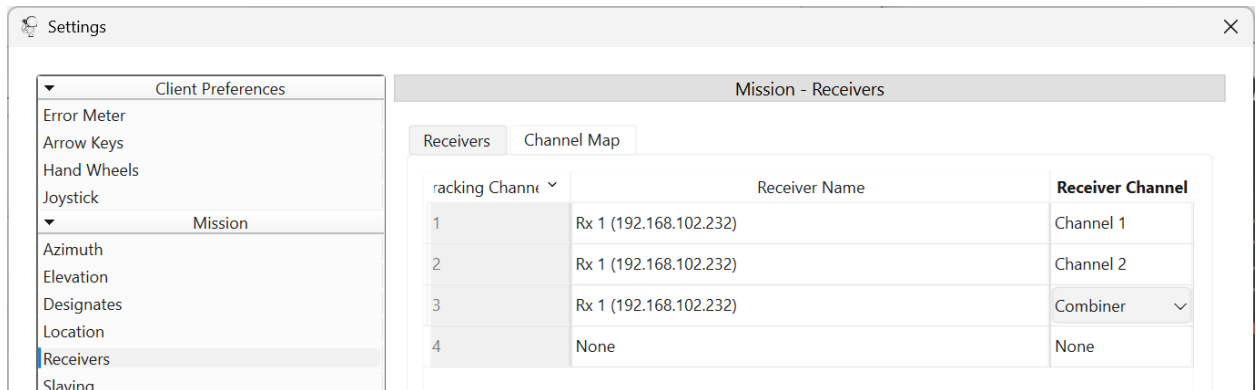 Settings
Client Preferences
Error Meter
Arrow Keys
Hand Wheels
Joystick
Mission
Azimuth
Elevation
Designates
Location
Receivers
Slaving
Mission - Receivers
Receivers Channel Map
racking Channe Receiver Name Receiver Channel
1 Rx 1 (192.168.102.232) Channel 1
2 Rx 1 (192.168.102.232) Channel 2
3 Rx 1 (192.168.102.232) Combiner
4 None None